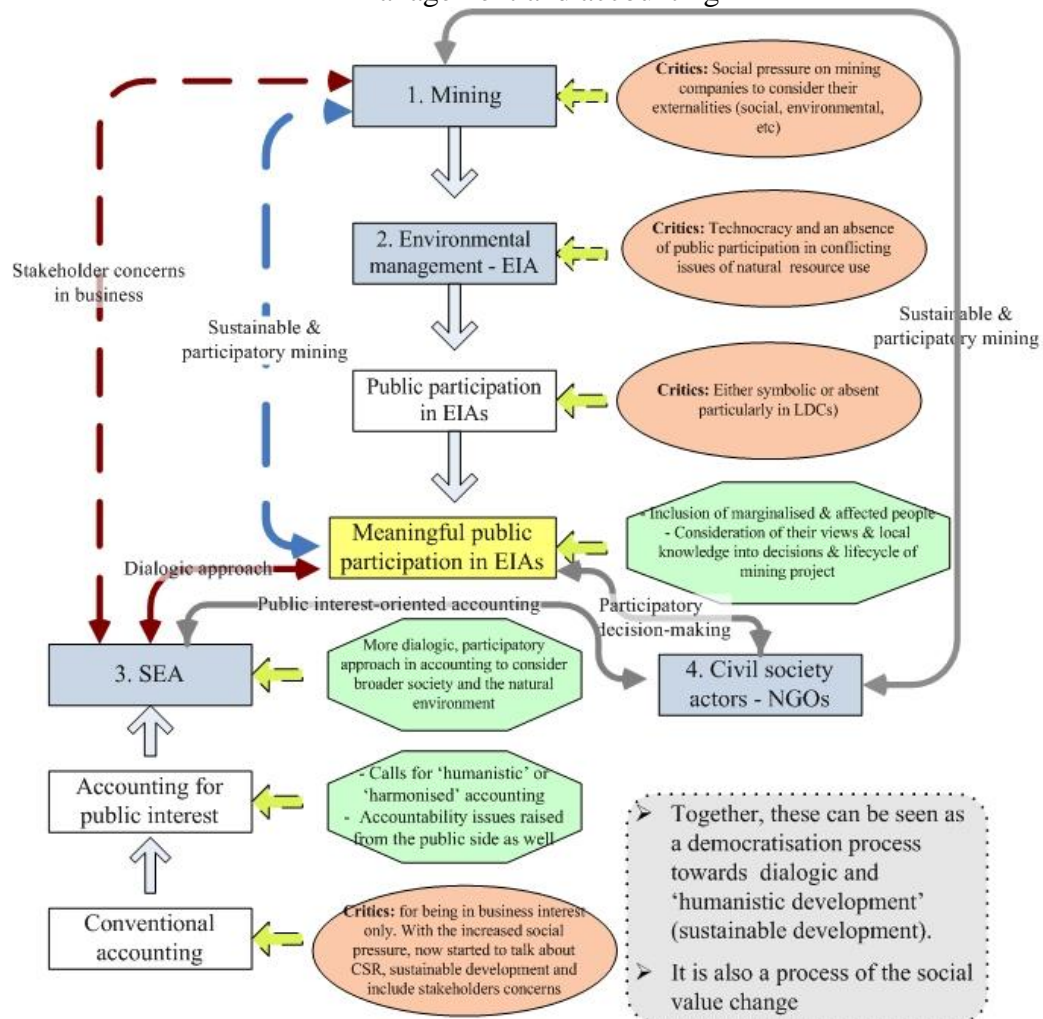 1. Mining
Critics: Social pressure on mining
companies to consider their
externalities (social, environmental,
etc)
2. Environmental
management - EIA
Critics: Technocracy and an absence
of public participation in conflicting
issues of natural resource use
Stakeholder concerns
in business
Sustainable &
participatory mining
Sustainable &
participatory mining
Public participation
in EIAs
Critics: Either symbolic or absent
particularly in LDCs)
Meaningful public
participation in EIAs
- Inclusion of marginalised & affected people
- Consideration of their views & local
knowledge into decisions & lifecycle of
mining project
Dialogic approach
Public interest-oriented accounting
Participatory
decision-making
3. SEA
More dialogic, participatory
approach in accounting to consider
broader society and the natural
environment
4. Civil society
actors - NGOs
Accounting for
public interest
- Calls for ‘humanistic’ or
‘harmonised’ accounting
- Accountability issues raised
from the public side as well
Conventional
accounting
Critics: for being in business interest
only. With the increased social
pressure, now started to talk about
CSR, sustainable development and
include stakeholders concerns
➢ Together, these can be seen as
a democratisation process
towards dialogic and
‘humanistic development’
(sustainable development).
➢ It is also a process of the social
value change